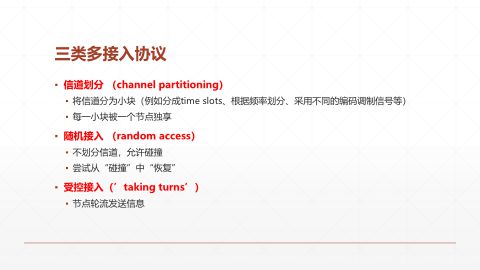 三类多接入协议
信道划分 （channel partitioning）
将信道分为小块（例如分成time slots、根据频率划分、采用不同的编码调制信号等）
每一小块被一个节点独享
随机接入 （random access）
不划分信道，允许碰撞
尝试从“碰撞”中“恢复”
受控接入（’taking turns’）
节点轮流发送信息